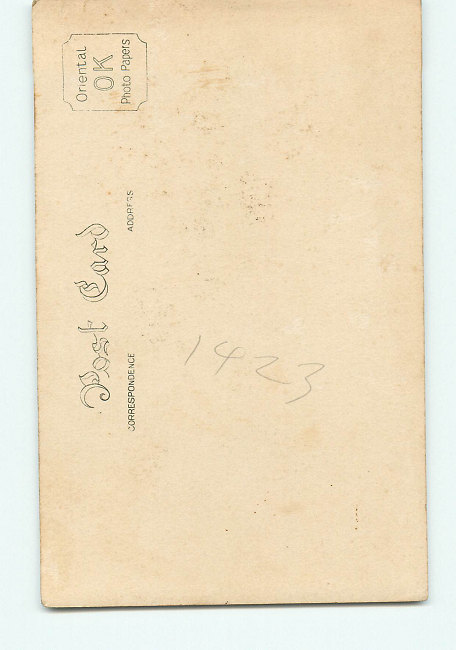 Oriental
OK
Photo Papers
Post Card
CORRESPONDENCE
ADDRESS
1423